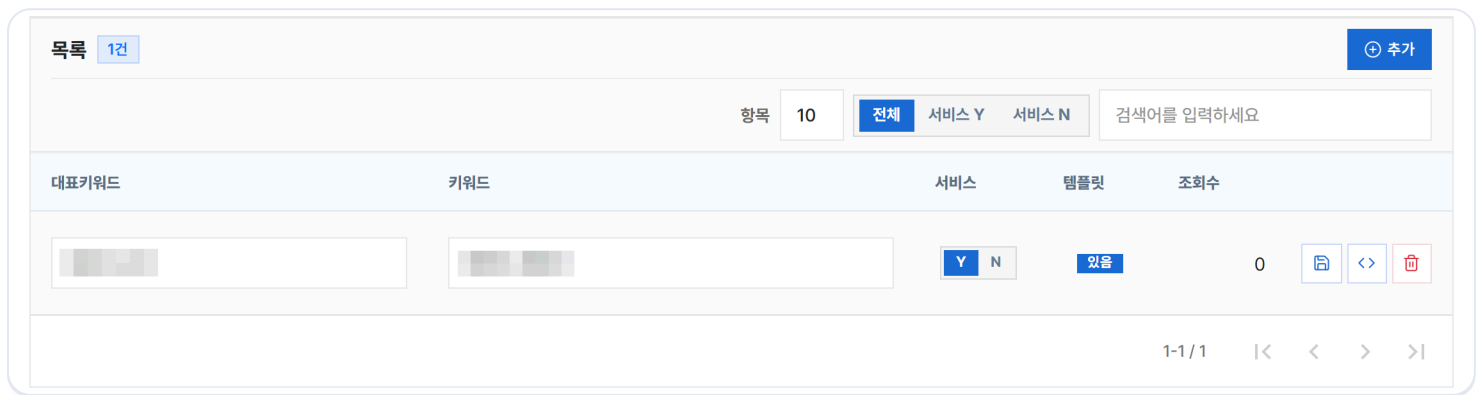 목록 1건 추가
항목 10 전체 서비스 Y 서비스 N 검색어를 입력하세요
대표키워드 키워드 서비스 템플릿 조회수
Y N 있음 0
1-1 / 1